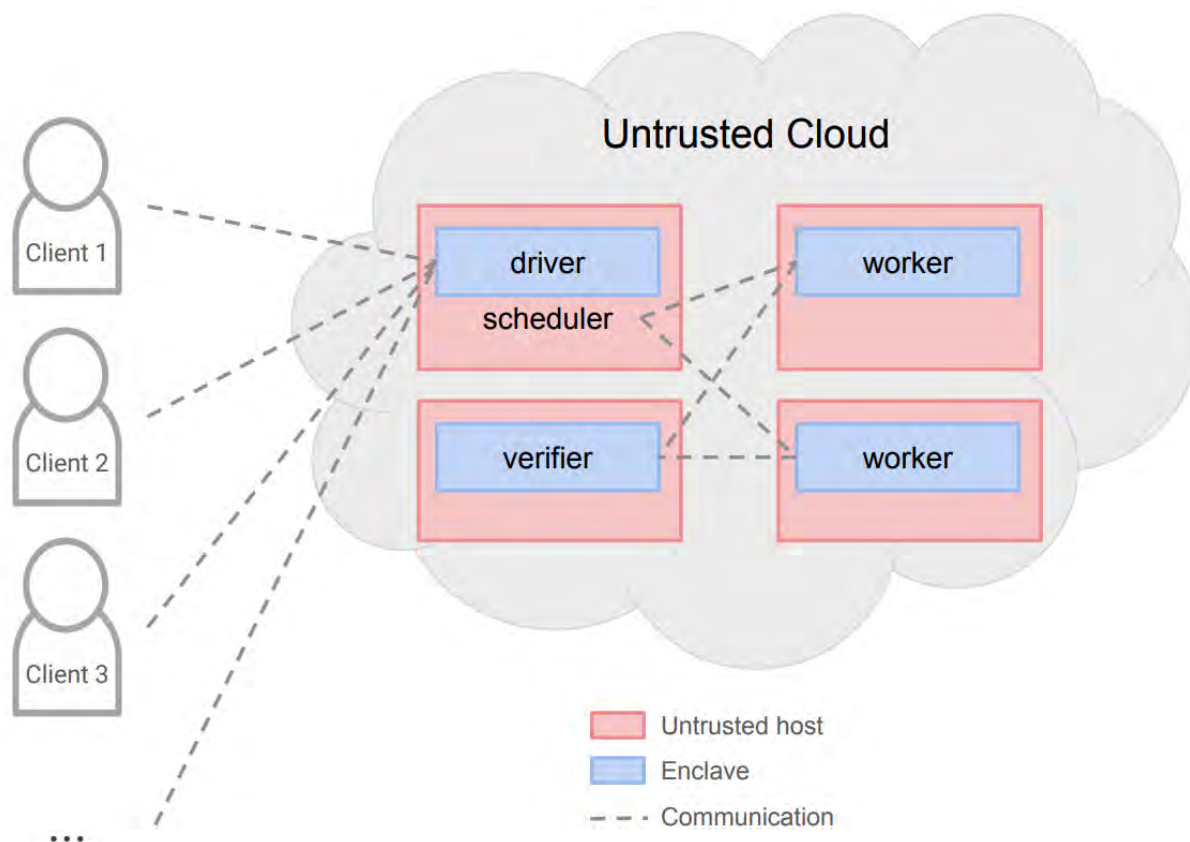 Untrusted Cloud
Client 1
driver
worker
scheduler
Client 2
verifier
worker
Client 3
Untrusted host
Enclave
Communication
...